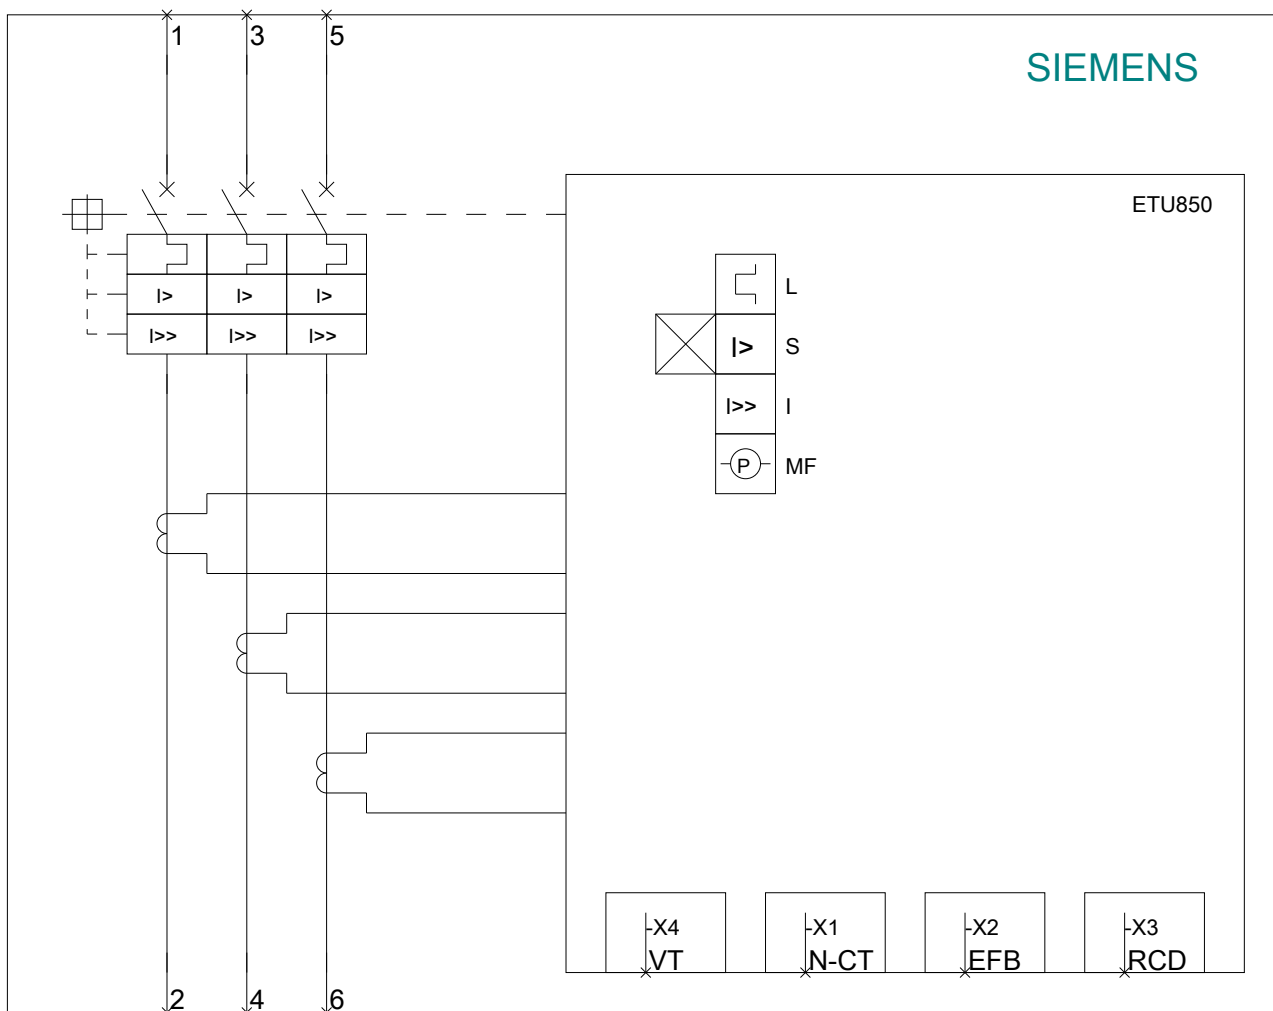 1 3 5
SIEMENS
ETU850
I> I> I>
I>> I>> I>>
L
I> S
I>> I
P MF
-X4 -X1 -X2 -X3
VT N-CT EFB RCD
2 4 6